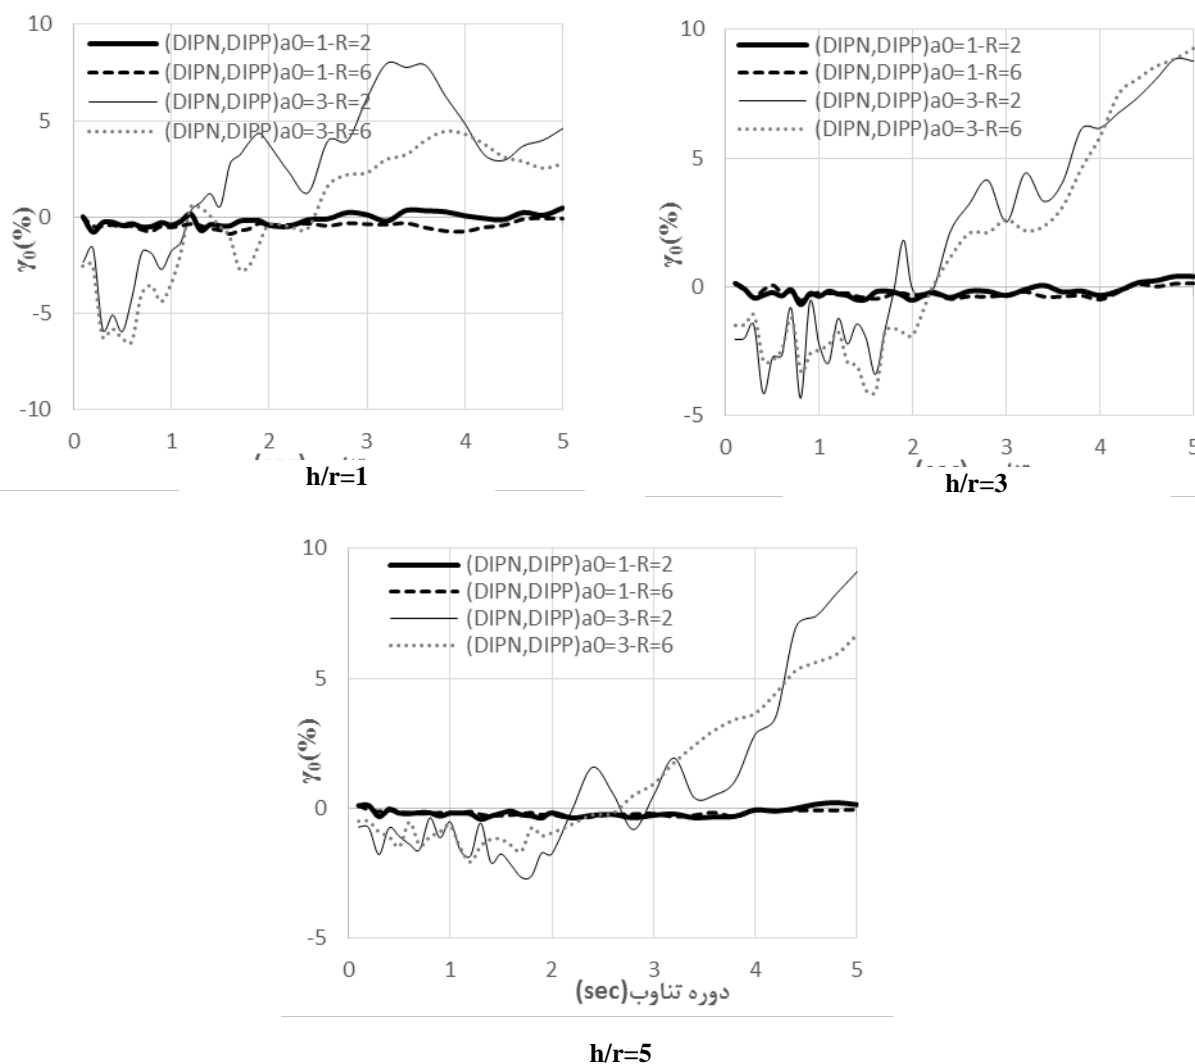 10
5
0
-5
-10
γ₀(%)
(DIPN,DIPP)a0=1-R=2
(DIPN,DIPP)a0=1-R=6
(DIPN,DIPP)a0=3-R=2
(DIPN,DIPP)a0=3-R=6
0 1 2 3 4 5
h/r=1
10
5
0
-5
γ₀(%)
(DIPN,DIPP)a0=1-R=2
(DIPN,DIPP)a0=1-R=6
(DIPN,DIPP)a0=3-R=2
(DIPN,DIPP)a0=3-R=6
0 1 2 3 4 5
h/r=3
10
5
0
-5
γ₀(%)
(DIPN,DIPP)a0=1-R=2
(DIPN,DIPP)a0=1-R=6
(DIPN,DIPP)a0=3-R=2
(DIPN,DIPP)a0=3-R=6
0 1 2 3 4 5
دوره تناوب(sec)
h/r=5